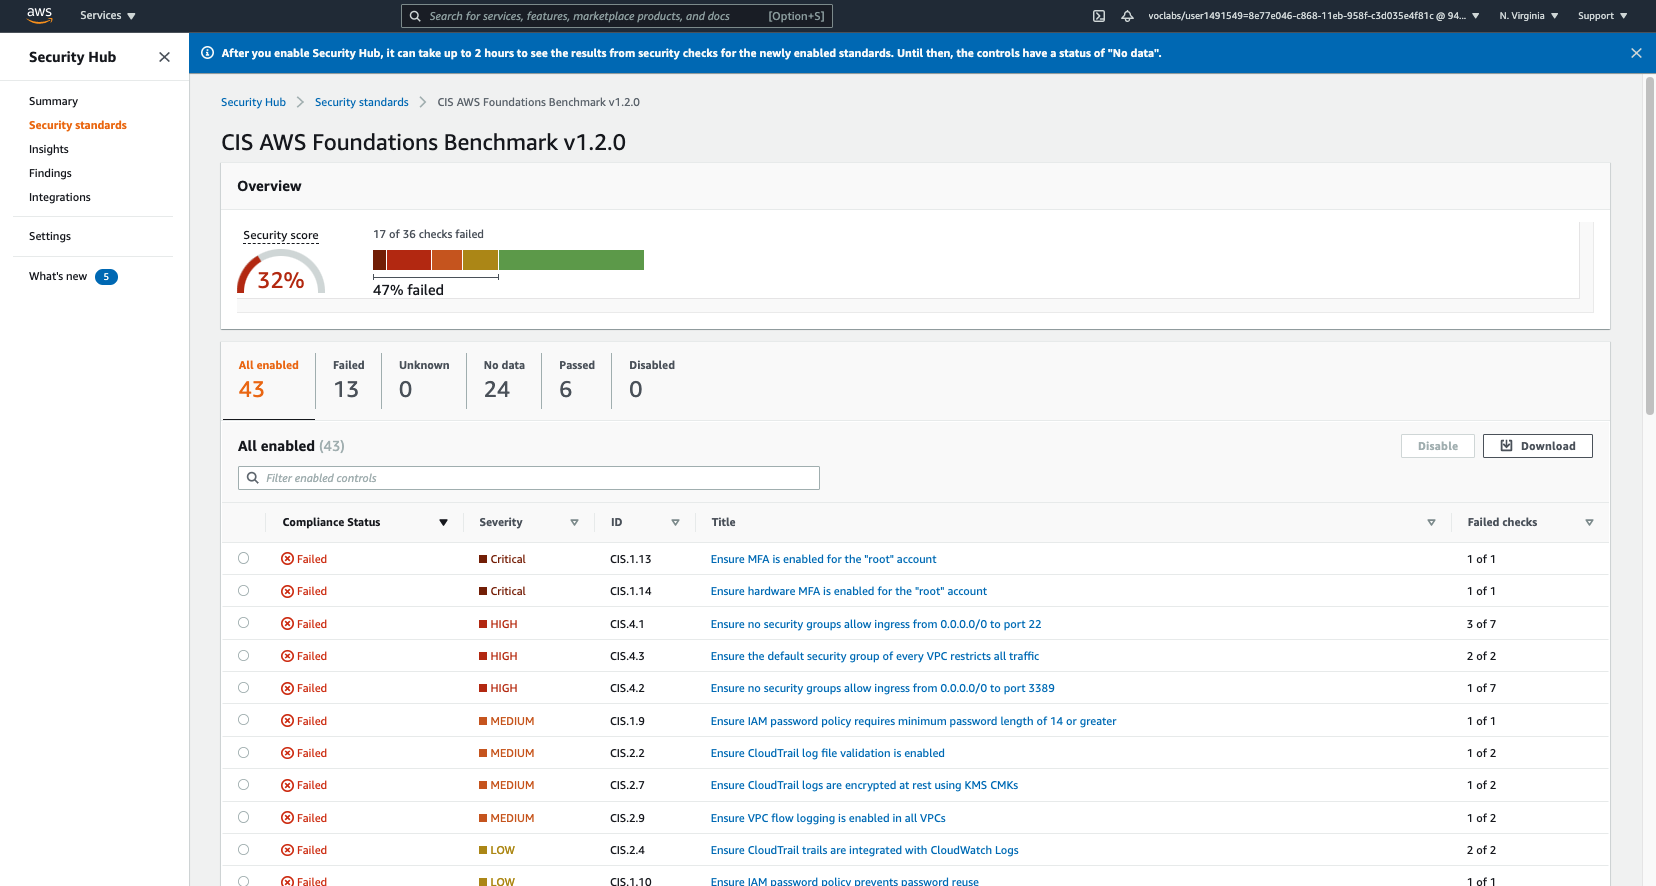 aws
Services
Search for services, features, marketplace products, and docs [Option+S]
voclabs/user1491549=8e77e046-c868-11eb-958f-c3d035e4f81c @ 94...
N. Virginia
Support
Security Hub
After you enable Security Hub, it can take up to 2 hours to see the results from security checks for the newly enabled standards. Until then, the controls have a status of "No data".
Summary
Security standards
Insights
Findings
Integrations
Settings
What's new 5
Security Hub Security standards CIS AWS Foundations Benchmark v1.2.0
CIS AWS Foundations Benchmark v1.2.0
Overview
Security score
32%
17 of 36 checks failed
47% failed
All enabled
43
Failed
13
Unknown
0
No data
24
Passed
6
Disabled
0
All enabled (43)
Disable
Download
Filter enabled controls
Compliance Status Severity ID Title Failed checks
Failed Critical CIS.1.13 Ensure MFA is enabled for the "root" account 1 of 1
Failed Critical CIS.1.14 Ensure hardware MFA is enabled for the "root" account 1 of 1
Failed HIGH CIS.4.1 Ensure no security groups allow ingress from 0.0.0.0/0 to port 22 3 of 7
Failed HIGH CIS.4.3 Ensure the default security group of every VPC restricts all traffic 2 of 2
Failed HIGH CIS.4.2 Ensure no security groups allow ingress from 0.0.0.0/0 to port 3389 1 of 7
Failed MEDIUM CIS.1.9 Ensure IAM password policy requires minimum password length of 14 or greater 1 of 1
Failed MEDIUM CIS.2.2 Ensure CloudTrail log file validation is enabled 1 of 2
Failed MEDIUM CIS.2.7 Ensure CloudTrail logs are encrypted at rest using KMS CMKs 1 of 2
Failed MEDIUM CIS.2.9 Ensure VPC flow logging is enabled in all VPCs 1 of 2
Failed LOW CIS.2.4 Ensure CloudTrail trails are integrated with CloudWatch Logs 2 of 2
Failed LOW CIS.1.10 Ensure IAM password policy prevents password reuse 1 of 1